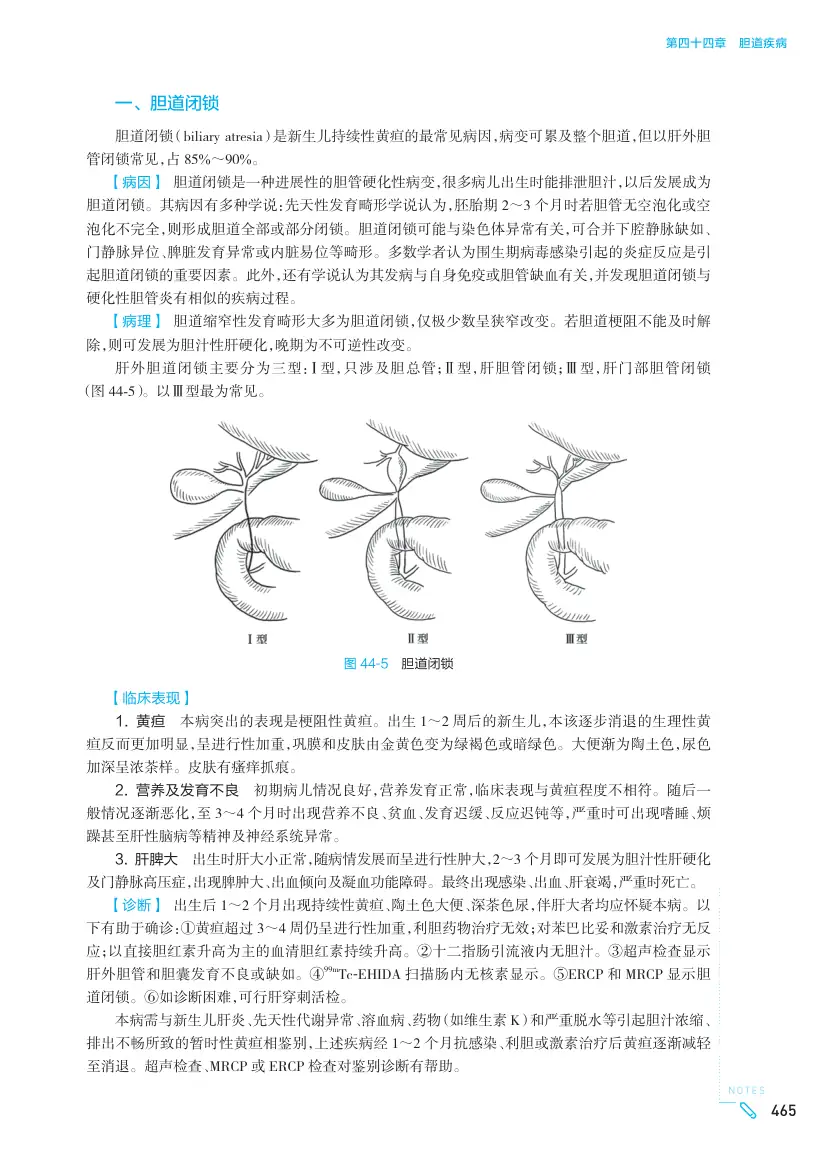 第四十四章　胆道疾病
一、胆道闭锁
胆道闭锁（biliary atresia）是新生儿持续性黄疸的最常见病因，病变可累及整个胆道，但以肝外胆
管闭锁常见，占 85%～90%。
【病因】 胆道闭锁是一种进展性的胆管硬化性病变，很多病儿出生时能排泄胆汁，以后发展成为
胆道闭锁。其病因有多种学说：先天性发育畸形学说认为，胚胎期 2～3 个月时若胆管无空泡化或空
泡化不完全，则形成胆道全部或部分闭锁。胆道闭锁可能与染色体异常有关，可合并下腔静脉缺如、
门静脉异位、脾脏发育异常或内脏易位等畸形。多数学者认为围生期病毒感染引起的炎症反应是引
起胆道闭锁的重要因素。此外，还有学说认为其发病与自身免疫或胆管缺血有关，并发现胆道闭锁与
硬化性胆管炎有相似的疾病过程。
【病理】 胆道缩窄性发育畸形大多为胆道闭锁，仅极少数呈狭窄改变。若胆道梗阻不能及时解
除，则可发展为胆汁性肝硬化，晚期为不可逆性改变。
肝外胆道闭锁主要分为三型：Ⅰ型，只涉及胆总管；Ⅱ型，肝胆管闭锁；Ⅲ型，肝门部胆管闭锁
（图 44-5）。以Ⅲ型最为常见。
Ⅰ型
Ⅱ型
Ⅲ型
图 44-5　胆道闭锁
【临床表现】
1. 黄疸　本病突出的表现是梗阻性黄疸。出生 1～2 周后的新生儿，本该逐步消退的生理性黄
疸反而更加明显，呈进行性加重，巩膜和皮肤由金黄色变为绿褐色或暗绿色。大便渐为陶土色，尿色
加深呈浓茶样。皮肤有瘙痒抓痕。
2. 营养及发育不良　初期病儿情况良好，营养发育正常，临床表现与黄疸程度不相符。随后一
般情况逐渐恶化，至 3～4 个月时出现营养不良、贫血、发育迟缓、反应迟钝等，严重时可出现嗜睡、烦
躁甚至肝性脑病等精神及神经系统异常。
3. 肝脾大　出生时肝大小正常，随病情发展而呈进行性肿大，2～3 个月即可发展为胆汁性肝硬化
及门静脉高压症，出现脾肿大、出血倾向及凝血功能障碍。最终出现感染、出血、肝衰竭，严重时死亡。
【诊断】 出生后 1～2 个月出现持续性黄疸、陶土色大便、深茶色尿，伴肝大者均应怀疑本病。以
下有助于确诊：①黄疸超过 3～4 周仍呈进行性加重，利胆药物治疗无效；对苯巴比妥和激素治疗无反
应；以直接胆红素升高为主的血清胆红素持续升高。②十二指肠引流液内无胆汁。③超声检查显示
肝外胆管和胆囊发育不良或缺如。④⁹⁹ᵐTc-EHIDA 扫描肠内无核素显示。⑤ERCP 和 MRCP 显示胆
道闭锁。⑥如诊断困难，可行肝穿刺活检。
本病需与新生儿肝炎、先天性代谢异常、溶血病、药物（如维生素 K）和严重脱水等引起胆汁浓缩、
排出不畅所致的暂时性黄疸相鉴别，上述疾病经 1～2 个月抗感染、利胆或激素治疗后黄疸逐渐减轻
至消退。超声检查、MRCP 或 ERCP 检查对鉴别诊断有帮助。
NOTES
465